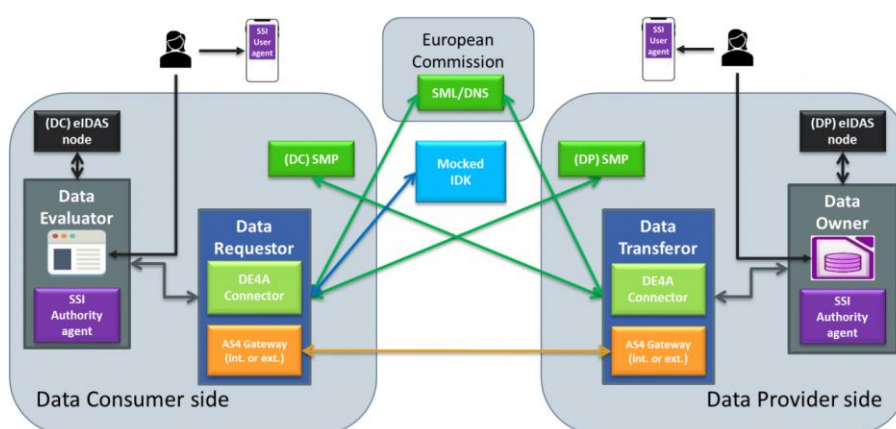 SSI
User
agent
European
Commission
SML/DNS
SSI
User
agent
(DC) eIDAS
node
(DC) SMP
Mocked
IDK
(DP) SMP
(DP) eIDAS
node
Data
Evaluator
SSI
Authority
agent
Data
Requestor
DE4A
Connector
AS4 Gateway
(int. or ext.)
Data
Transferor
DE4A
Connector
AS4 Gateway
(int. or ext.)
Data
Owner
SSI
Authority
agent
Data Consumer side
Data Provider side